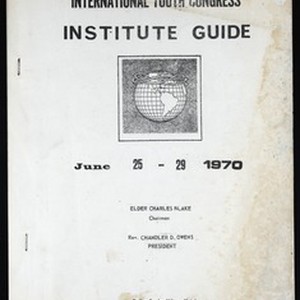 INTERNATIONAL YOUTH CONGRESS
INSTITUTE GUIDE
June 25 - 29 1970
ELDER CHARLES BLAKE
Chairman
Rev. CHANDLER D. OWENS
PRESIDENT